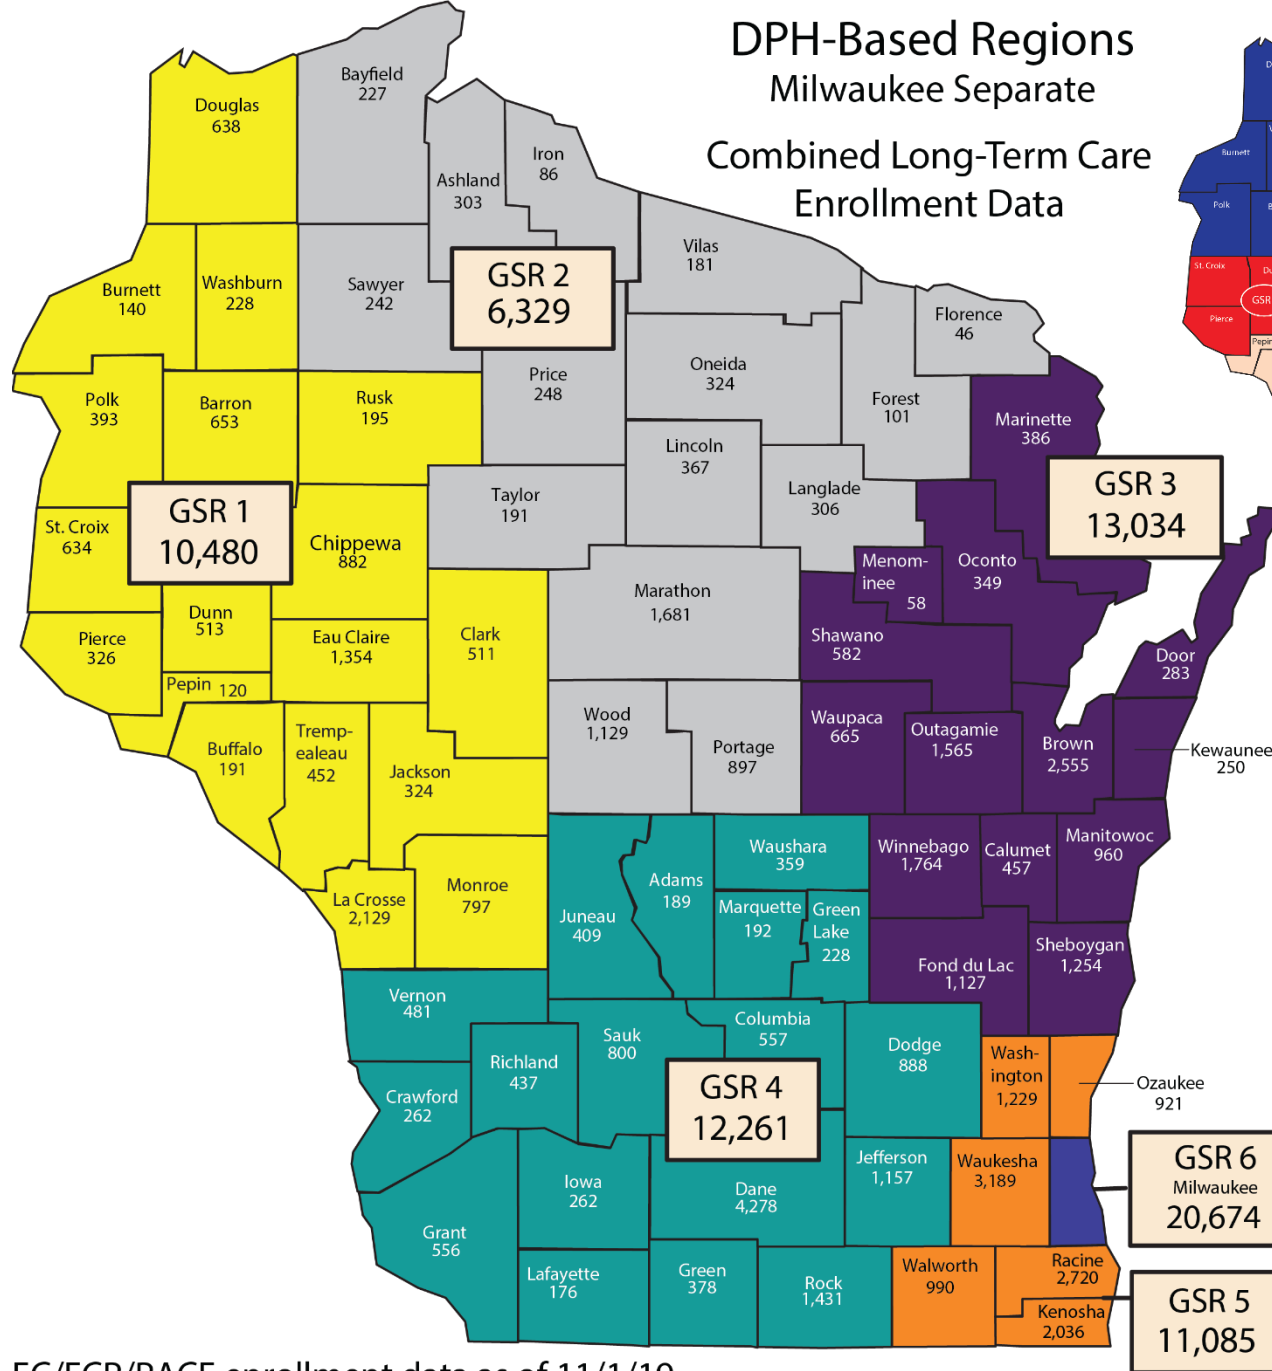 DPH-Based Regions
Milwaukee Separate
Combined Long-Term Care
Enrollment Data
Bayfield
227
Douglas
638
Iron
86
Ashland
303
Vilas
181
Burnett
140
Washburn
228
Sawyer
242
GSR 2
6,329
Florence
46
Oneida
324
Price
248
Forest
101
Polk
393
Barron
653
Rusk
195
Marinette
386
Lincoln
367
Langlade
306
Taylor
191
GSR 3
13,034
GSR 1
10,480
St. Croix
634
Chippewa
882
Menom-
inee
58
Oconto
349
Marathon
1,681
Dunn
513
Pierce
326
Eau Claire
1,354
Clark
511
Shawano
582
Door
283
Pepin 120
Wood
1,129
Portage
897
Waupaca
665
Outagamie
1,565
Brown
2,555
Kewaunee
250
Buffalo
191
Tremp-
ealeau
452
Jackson
324
Waushara
359
Winnebago
1,764
Calumet
457
Manitowoc
960
La Crosse
2,129
Monroe
797
Juneau
409
Adams
189
Marquette
192
Green
Lake
228
Fond du Lac
1,127
Sheboygan
1,254
Vernon
481
Richland
437
Sauk
800
Columbia
557
Dodge
888
Wash-
ington
1,229
Ozaukee
921
Crawford
262
GSR 4
12,261
Jefferson
1,157
Waukesha
3,189
GSR 6
Milwaukee
20,674
Iowa
262
Dane
4,278
Grant
556
Lafayette
176
Green
378
Rock
1,431
Walworth
990
Racine
2,720
Kenosha
2,036
GSR 5
11,085
Burnett
Polk
St. Croix
GSR
Pierce
Pepin